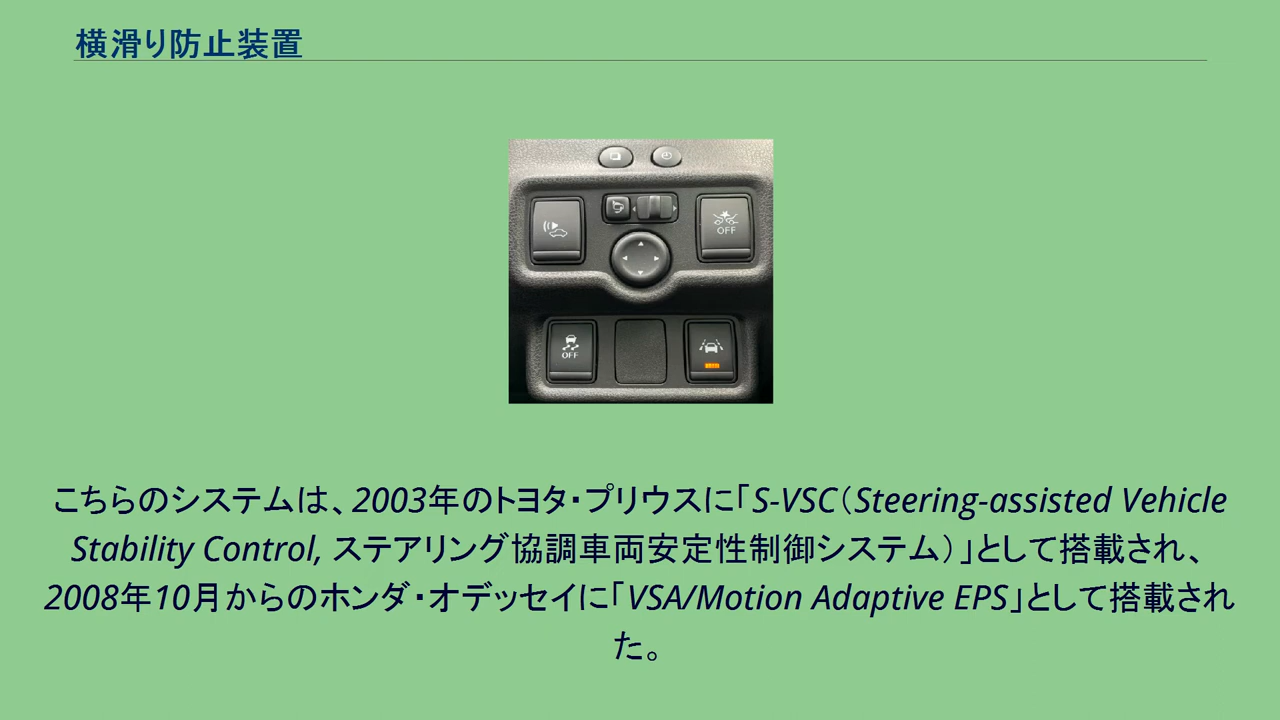 横滑り防止装置
OFF
OFF
こちらのシステムは、2003年のトヨタ・プリウスに「S-VSC（Steering-assisted Vehicle
Stability Control, ステアリング協調車両安定性制御システム）」として搭載され、
2008年10月からのホンダ・オデッセイに「VSA/Motion Adaptive EPS」として搭載され
た。